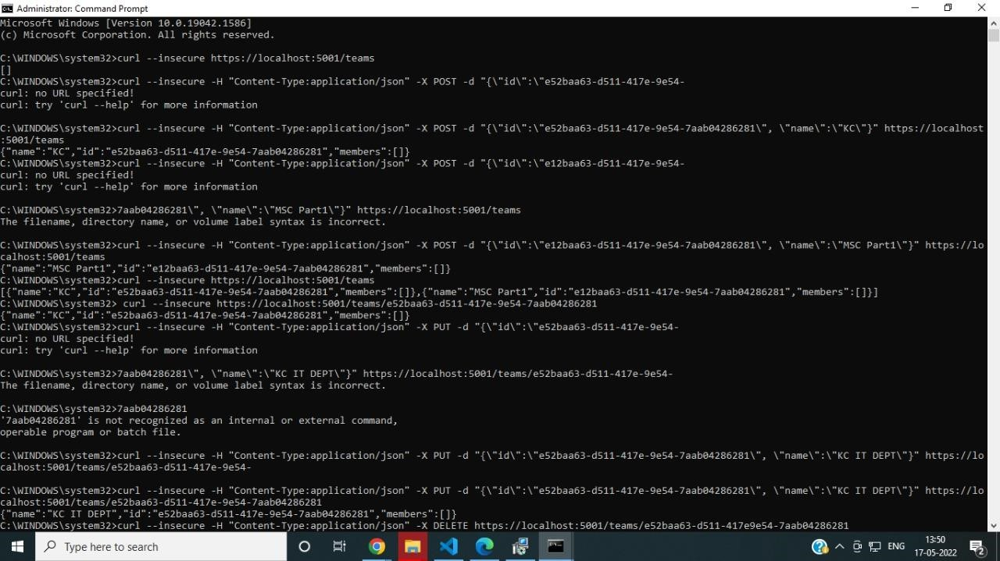 Administrator: Command Prompt
Microsoft Windows [Version 10.0.19042.1586]
(c) Microsoft Corporation. All rights reserved.
C:\WINDOWS\system32>curl --insecure https://localhost:5001/teams
[]
C:\WINDOWS\system32>curl --insecure -H "Content-Type:application/json" -X POST -d "{\"id\":\"e52baa63-d511-417e-9e54-
curl: no URL specified!
curl: try 'curl --help' for more information
C:\WINDOWS\system32>curl --insecure -H "Content-Type:application/json" -X POST -d "{\"id\":\"e52baa63-d511-417e-9e54-7aab04286281\", \"name\":\"KC\"}" https://localhost
:5001/teams
{"name":"KC","id":"e52baa63-d511-417e-9e54-7aab04286281","members":[]}
C:\WINDOWS\system32>curl --insecure -H "Content-Type:application/json" -X POST -d "{\"id\":\"e12baa63-d511-417e-9e54-
curl: no URL specified!
curl: try 'curl --help' for more information
C:\WINDOWS\system32>7aab04286281\", \"name\":\"MSC Part1\"}" https://localhost:5001/teams
The filename, directory name, or volume label syntax is incorrect.
C:\WINDOWS\system32>curl --insecure -H "Content-Type:application/json" -X POST -d "{\"id\":\"e12baa63-d511-417e-9e54-7aab04286281\", \"name\":\"MSC Part1\"}" https://lo
calhost:5001/teams
{"name":"MSC Part1","id":"e12baa63-d511-417e-9e54-7aab04286281","members":[]}
C:\WINDOWS\system32>curl --insecure https://localhost:5001/teams
[{"name":"KC","id":"e52baa63-d511-417e-9e54-7aab04286281","members":[]},{"name":"MSC Part1","id":"e12baa63-d511-417e-9e54-7aab04286281","members":[]}]
C:\WINDOWS\system32> curl --insecure https://localhost:5001/teams/e52baa63-d511-417e-9e54-7aab04286281
{"name":"KC","id":"e52baa63-d511-417e-9e54-7aab04286281","members":[]}
C:\WINDOWS\system32>curl --insecure -H "Content-Type:application/json" -X PUT -d "{\"id\":\"e52baa63-d511-417e-9e54-
curl: no URL specified!
curl: try 'curl --help' for more information
C:\WINDOWS\system32>7aab04286281\", \"name\":\"KC IT DEPT\"}" https://localhost:5001/teams/e52baa63-d511-417e-9e54-
The filename, directory name, or volume label syntax is incorrect.
C:\WINDOWS\system32>7aab04286281
'7aab04286281' is not recognized as an internal or external command,
operable program or batch file.
C:\WINDOWS\system32>curl --insecure -H "Content-Type:application/json" -X PUT -d "{\"id\":\"e52baa63-d511-417e-9e54-7aab04286281\", \"name\":\"KC IT DEPT\"}" https://lo
calhost:5001/teams/e52baa63-d511-417e-9e54-
C:\WINDOWS\system32>curl --insecure -H "Content-Type:application/json" -X PUT -d "{\"id\":\"e52baa63-d511-417e-9e54-7aab04286281\", \"name\":\"KC IT DEPT\"}" https://lo
calhost:5001/teams/e52baa63-d511-417e-9e54-7aab04286281
{"name":"KC IT DEPT","id":"e52baa63-d511-417e-9e54-7aab04286281","members":[]}
C:\WINDOWS\system32>curl --insecure -H "Content-Type:application/json" -X DELETE https://localhost:5001/teams/e52baa63-d511-417e-9e54-7aab04286281
Type here to search
ENG
13:50
17-05-2022
2